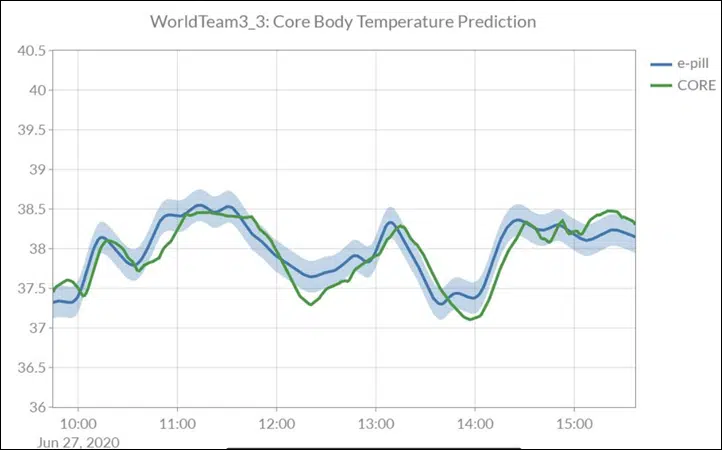 WorldTeam3_3: Core Body Temperature Prediction
40.5
e-pill
CORE
40
39.5
39
38.5
38
37.5
37
36.5
36
10:00 11:00 12:00 13:00 14:00 15:00
Jun 27, 2020